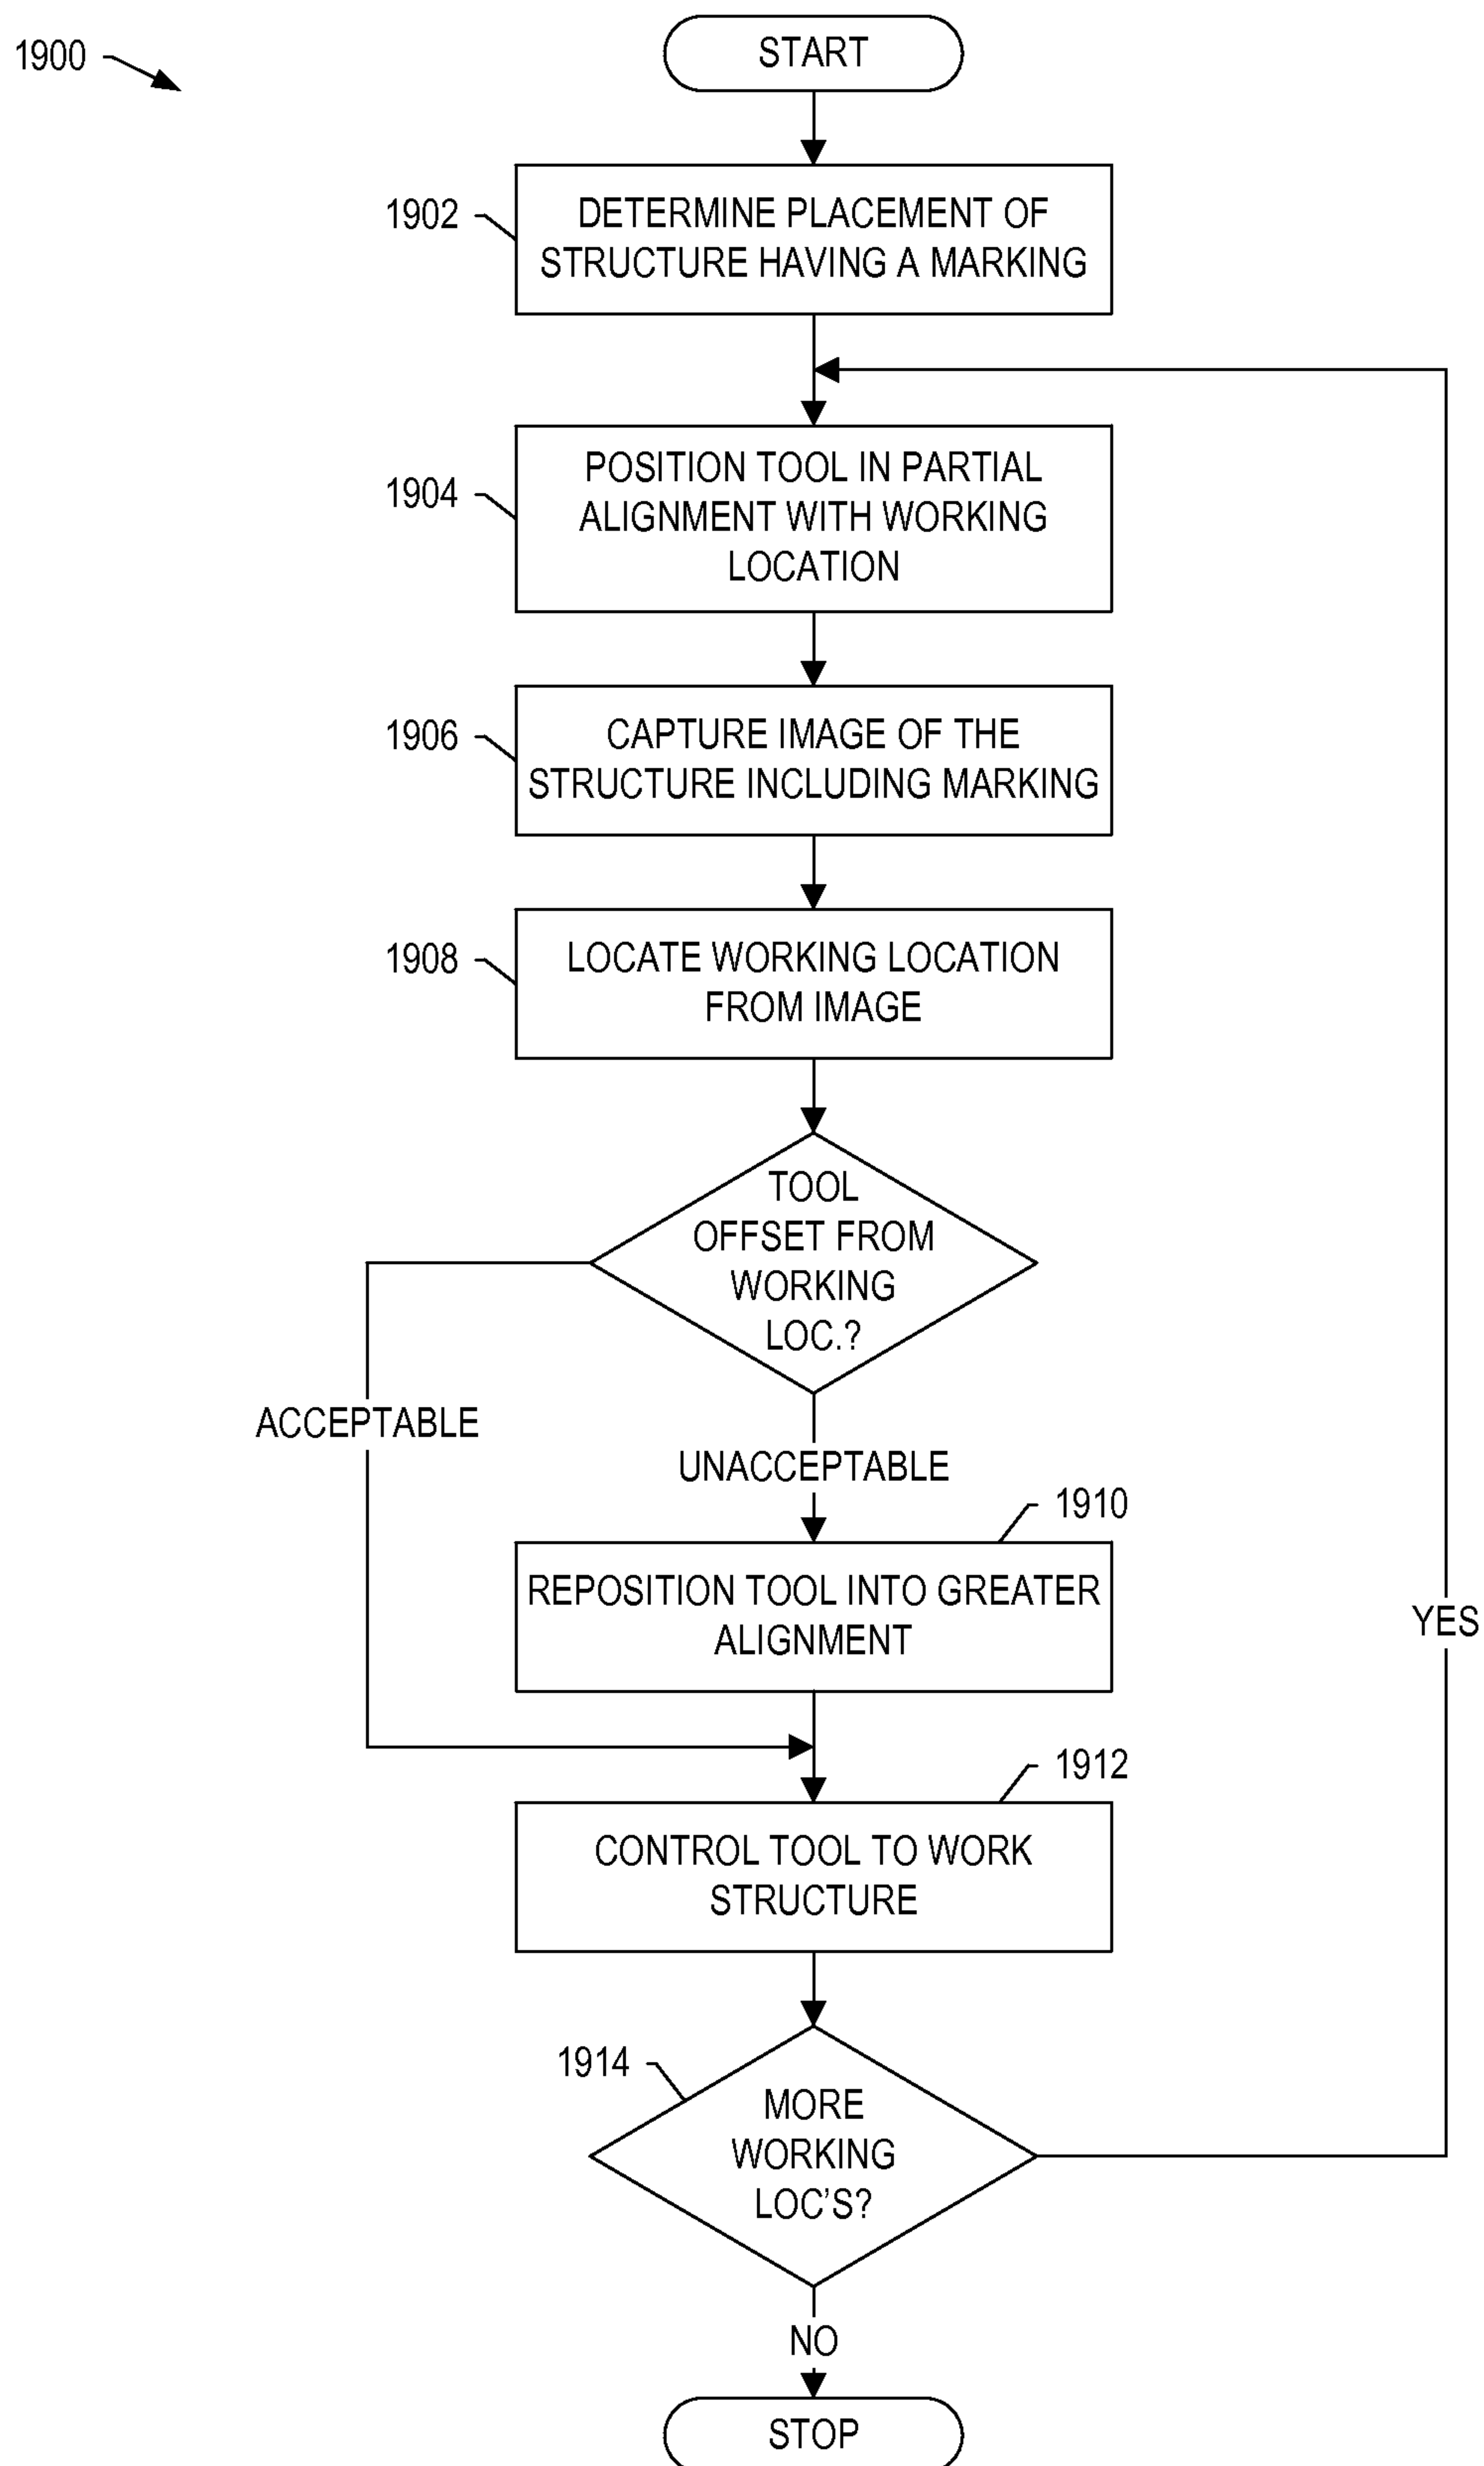 1900
START
1902
DETERMINE PLACEMENT OF
STRUCTURE HAVING A MARKING
1904
POSITION TOOL IN PARTIAL
ALIGNMENT WITH WORKING
LOCATION
1906
CAPTURE IMAGE OF THE
STRUCTURE INCLUDING MARKING
1908
LOCATE WORKING LOCATION
FROM IMAGE
TOOL
OFFSET FROM
WORKING
LOC.?
ACCEPTABLE
UNACCEPTABLE
1910
REPOSITION TOOL INTO GREATER
ALIGNMENT
YES
1912
CONTROL TOOL TO WORK
STRUCTURE
1914
MORE
WORKING
LOC’S?
NO
STOP